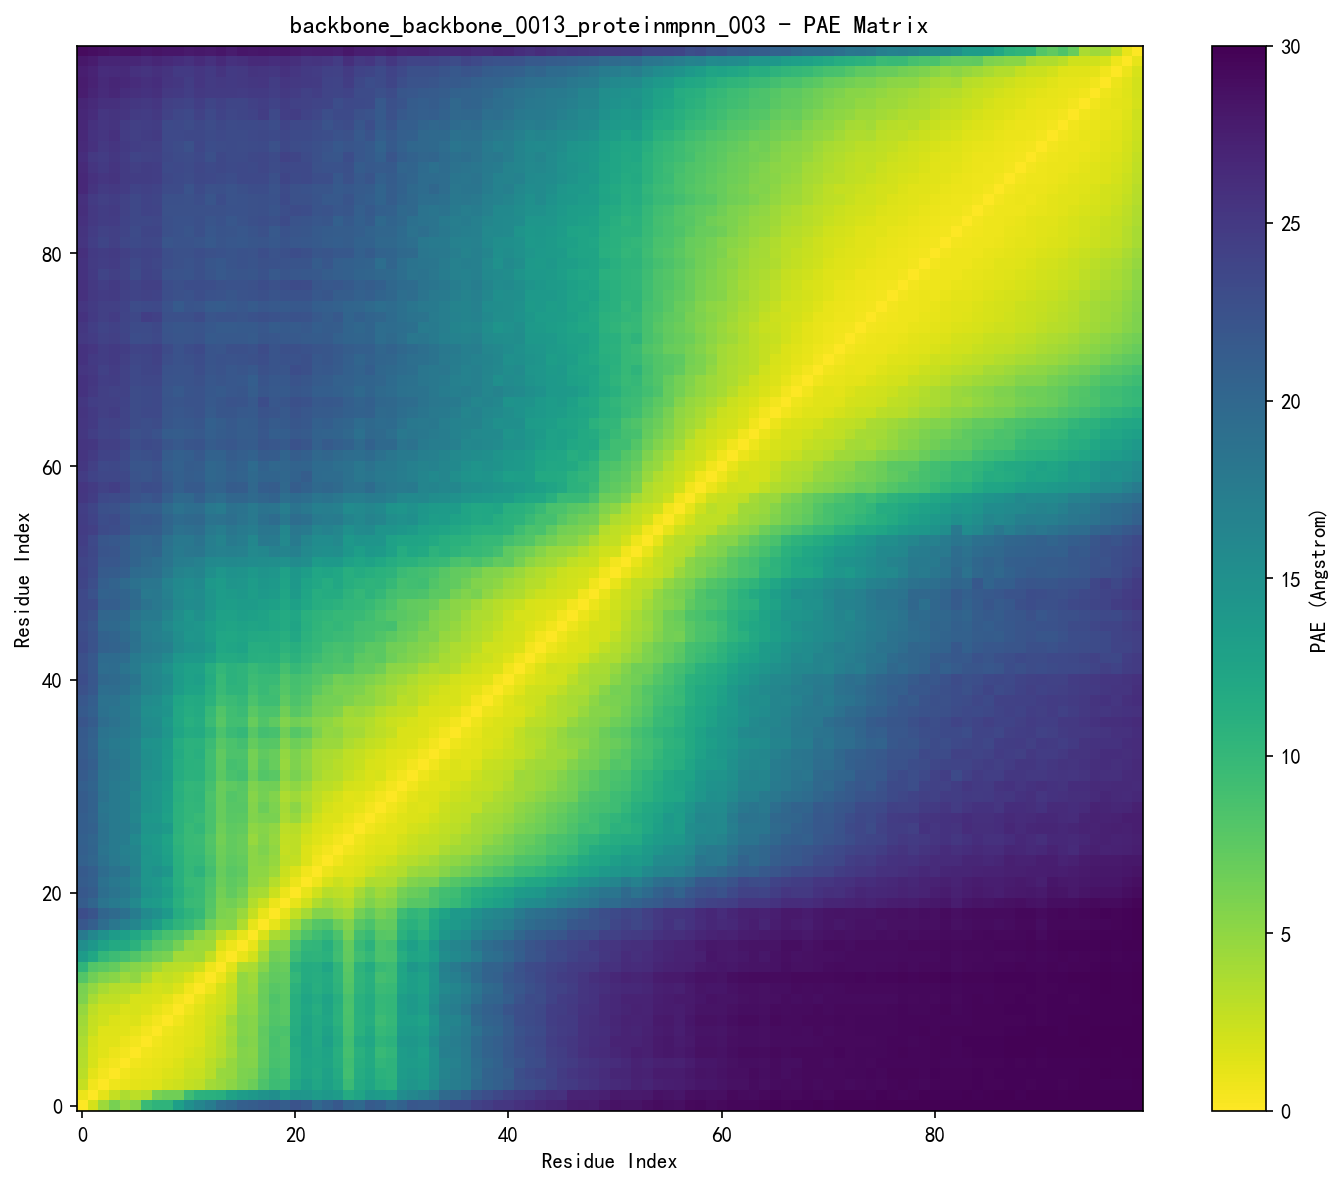 backbone_backbone_0013_proteinmpnn_003 - PAE Matrix
Residue Index
80
60
40
20
0
0 20 40 60 80
Residue Index
30
25
20
15
10
5
0
PAE (Angstrom)